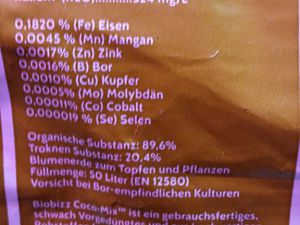 324 mg/L
0,1820 % (Fe) Eisen
0,0045 % (Mn) Mangan
0,0017% (Zn) Zink
0,0016% (B) Bor
0,0010% (Cu) Kupfer
0,0005% (Mo) Molybdän
0,00011% (Co) Cobalt
0,000019 % (Se) Selen
Organische Substanz: 89,6%
Troknen Substanz: 20,4%
Blumenerde zum Topfen und Pflanzen
Füllmenge: 50 Liter (EN 12580)
Vorsicht bei Bor-empfindlichen Kulturen
Biobizz Coco-Mix™ ist ein gebrauchsfertiges,
schwach Vorgedüngtes